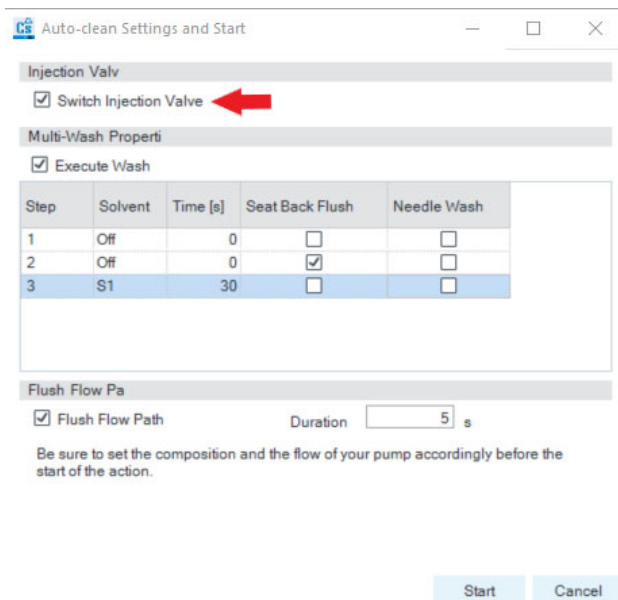 Auto-clean Settings and Start
Injection Valv
Switch Injection Valve
Multi-Wash Properti
Execute Wash
Step Solvent Time [s] Seat Back Flush Needle Wash
1 Off 0
2 Off 0
3 S1 30
Flush Flow Pa
Flush Flow Path Duration 5 s
Be sure to set the composition and the flow of your pump accordingly before the
start of the action.
Start Cancel